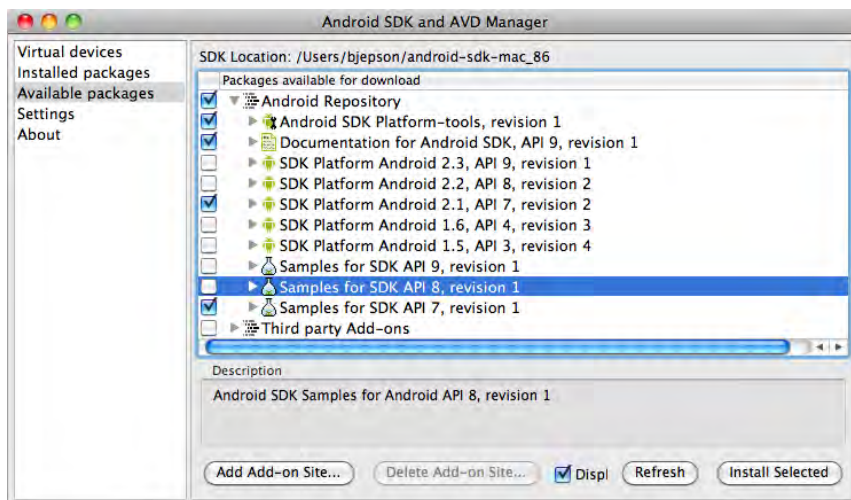 Android SDK and AVD Manager
Virtual devices
Installed packages
Available packages
Settings
About
SDK Location: /Users/bjepson/android-sdk-mac_86
Packages available for download
Android Repository
Android SDK Platform-tools, revision 1
Documentation for Android SDK, API 9, revision 1
SDK Platform Android 2.3, API 9, revision 1
SDK Platform Android 2.2, API 8, revision 2
SDK Platform Android 2.1, API 7, revision 2
SDK Platform Android 1.6, API 4, revision 3
SDK Platform Android 1.5, API 3, revision 4
Samples for SDK API 9, revision 1
Samples for SDK API 8, revision 1
Samples for SDK API 7, revision 1
Third party Add-ons
Description
Android SDK Samples for Android API 8, revision 1
Add Add-on Site... Delete Add-on Site... Displ Refresh Install Selected